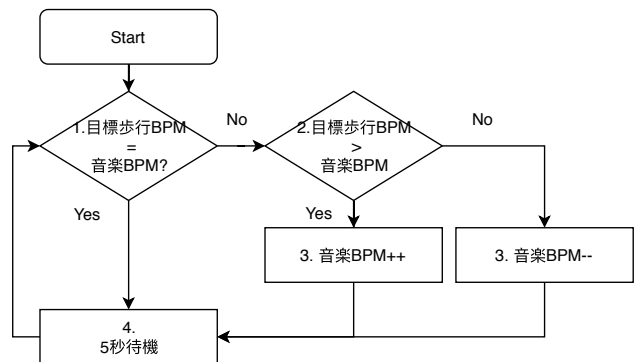 Start
1.目標歩行BPM
=
音楽BPM?
No
2.目標歩行BPM
>
音楽BPM
No
Yes
Yes
3. 音楽BPM++
3. 音楽BPM--
4.
5秒待機